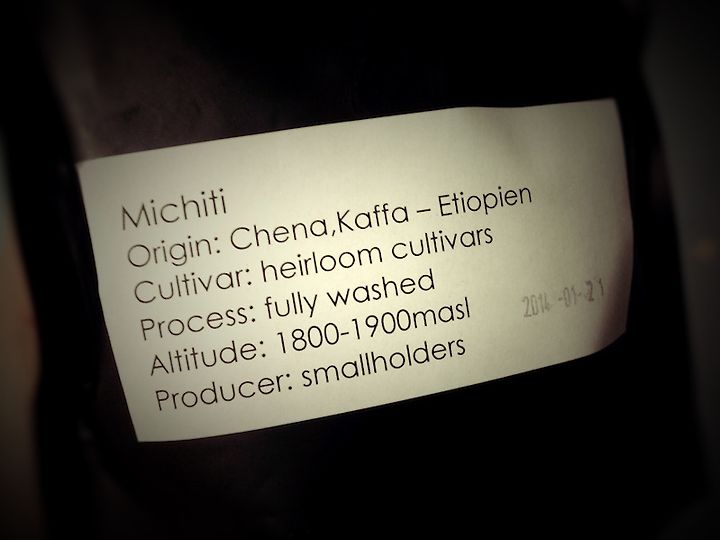 Michiti
Origin: Chena,Kaffa – Etiopien
Cultivar: heirloom cultivars
Process: fully washed
Altitude: 1800-1900masl
Producer: smallholders
2014-01-21